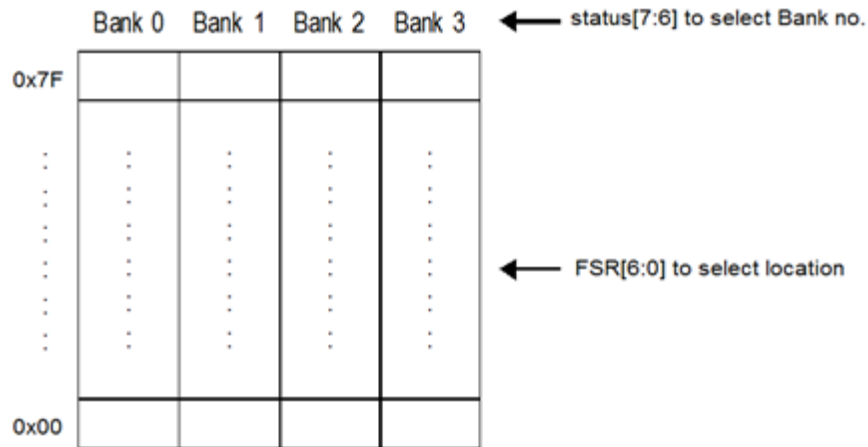 Bank 0 Bank 1 Bank 2 Bank 3 status[7:6] to select Bank no.
0x7F
FSR[6:0] to select location
0x00